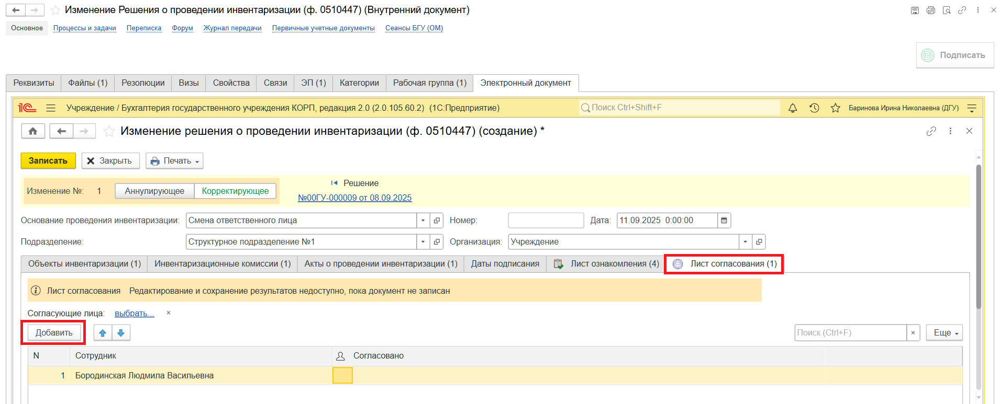 Изменение Решения о проведении инвентаризации (ф. 0510447) (Внутренний документ)
Основное Процессы и задачи Переписка Форум Журнал передачи Первичные учетные документы Сеансы БГУ (ОМ)
Подписать
Реквизиты Файлы (1) Резолюции Визы Свойства Связи ЭП (1) Категории Рабочая группа (1) Электронный документ
1С Учреждение / Бухгалтерия государственного учреждения КОРП, редакция 2.0 (2.0.105.60.2) (1С:Предприятие) Поиск Ctrl+Shift+F Баринова Ирина Николаевна (ДГУ)
Изменение решения о проведении инвентаризации (ф. 0510447) (создание) *
Записать Закрыть Печать
Решение
Изменение №: 1 Аннулирующее Корректирующее
№00ГУ-000009 от 08.09.2025
Основание проведения инвентаризации: Смена ответственного лица Номер: Дата: 11.09.2025 0:00:00
Подразделение: Структурное подразделение №1 Организация: Учреждение
Объекты инвентаризации (1) Инвентаризационные комиссии (1) Акты о проведении инвентаризации (1) Даты подписания Лист ознакомления (4) Лист согласования (1)
Лист согласования Редактирование и сохранение результатов недоступно, пока документ не записан
Согласующие лица: выбрать... ×
Добавить Поиск (Ctrl+F) × Еще
N Сотрудник Согласовано
1 Бородинская Людмила Васильевна